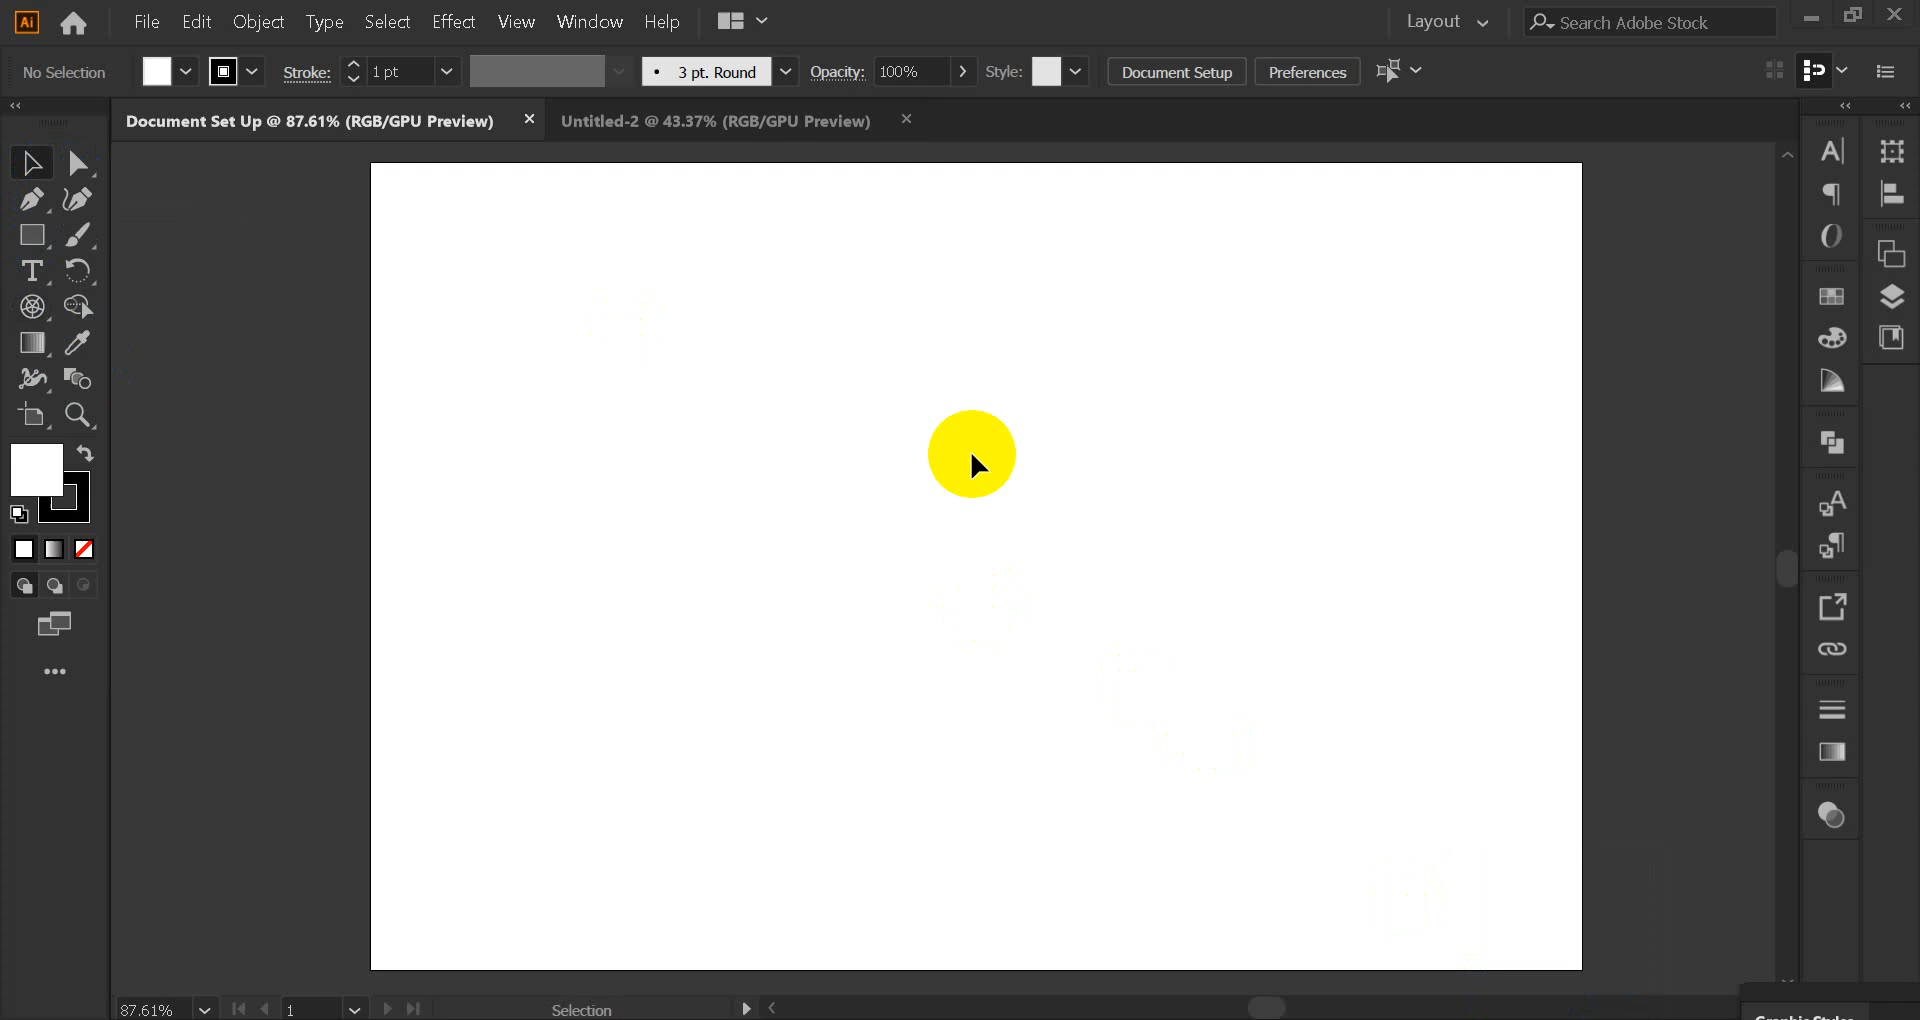 Ai File Edit Object Type Select Effect View Window Help Layout Search Adobe Stock
No Selection Stroke: 1 pt 3 pt. Round Opacity: 100% Style: Document Setup Preferences
Document Set Up @ 87.61% (RGB/GPU Preview) × Untitled-2 @ 43.37% (RGB/GPU Preview) ×
87.61% 1 Selection
Graphic Styles